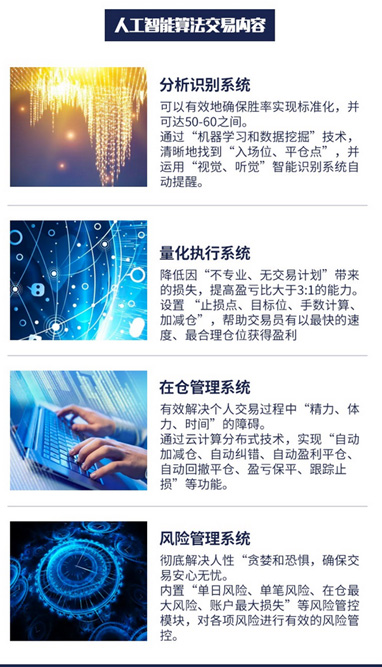 人工智能算法交易内容
分析识别系统
可以有效地确保胜率实现标准化，并
可达50-60之间。
通过“机器学习和数据挖掘”技术，
清晰地找到“入场位、平仓点”，并
运用“视觉、听觉”智能识别系统自
动提醒。
量化执行系统
降低因“不专业、无交易计划”带来
的损失，提高盈亏比大于3:1的能力。
设置 “止损点、目标位、手数计算、
加减仓”，帮助交易员有以最快的速
度、最合理仓位获得盈利
在仓管理系统
有效解决个人交易过程中“精力、体
力、时间”的障碍。
通过云计算分布式技术，实现“自动
加减仓、自动纠错、自动盈利平仓、
自动回撤平仓、盈亏保平、跟踪止
损”等功能。
风险管理系统
彻底解决人性“贪婪和恐惧，确保交
易安心无忧。
内置“单日风险、单笔风险、在仓最
大风险、账户最大损失”等风险管控
模块，对各项风险进行有效的风险管
控。